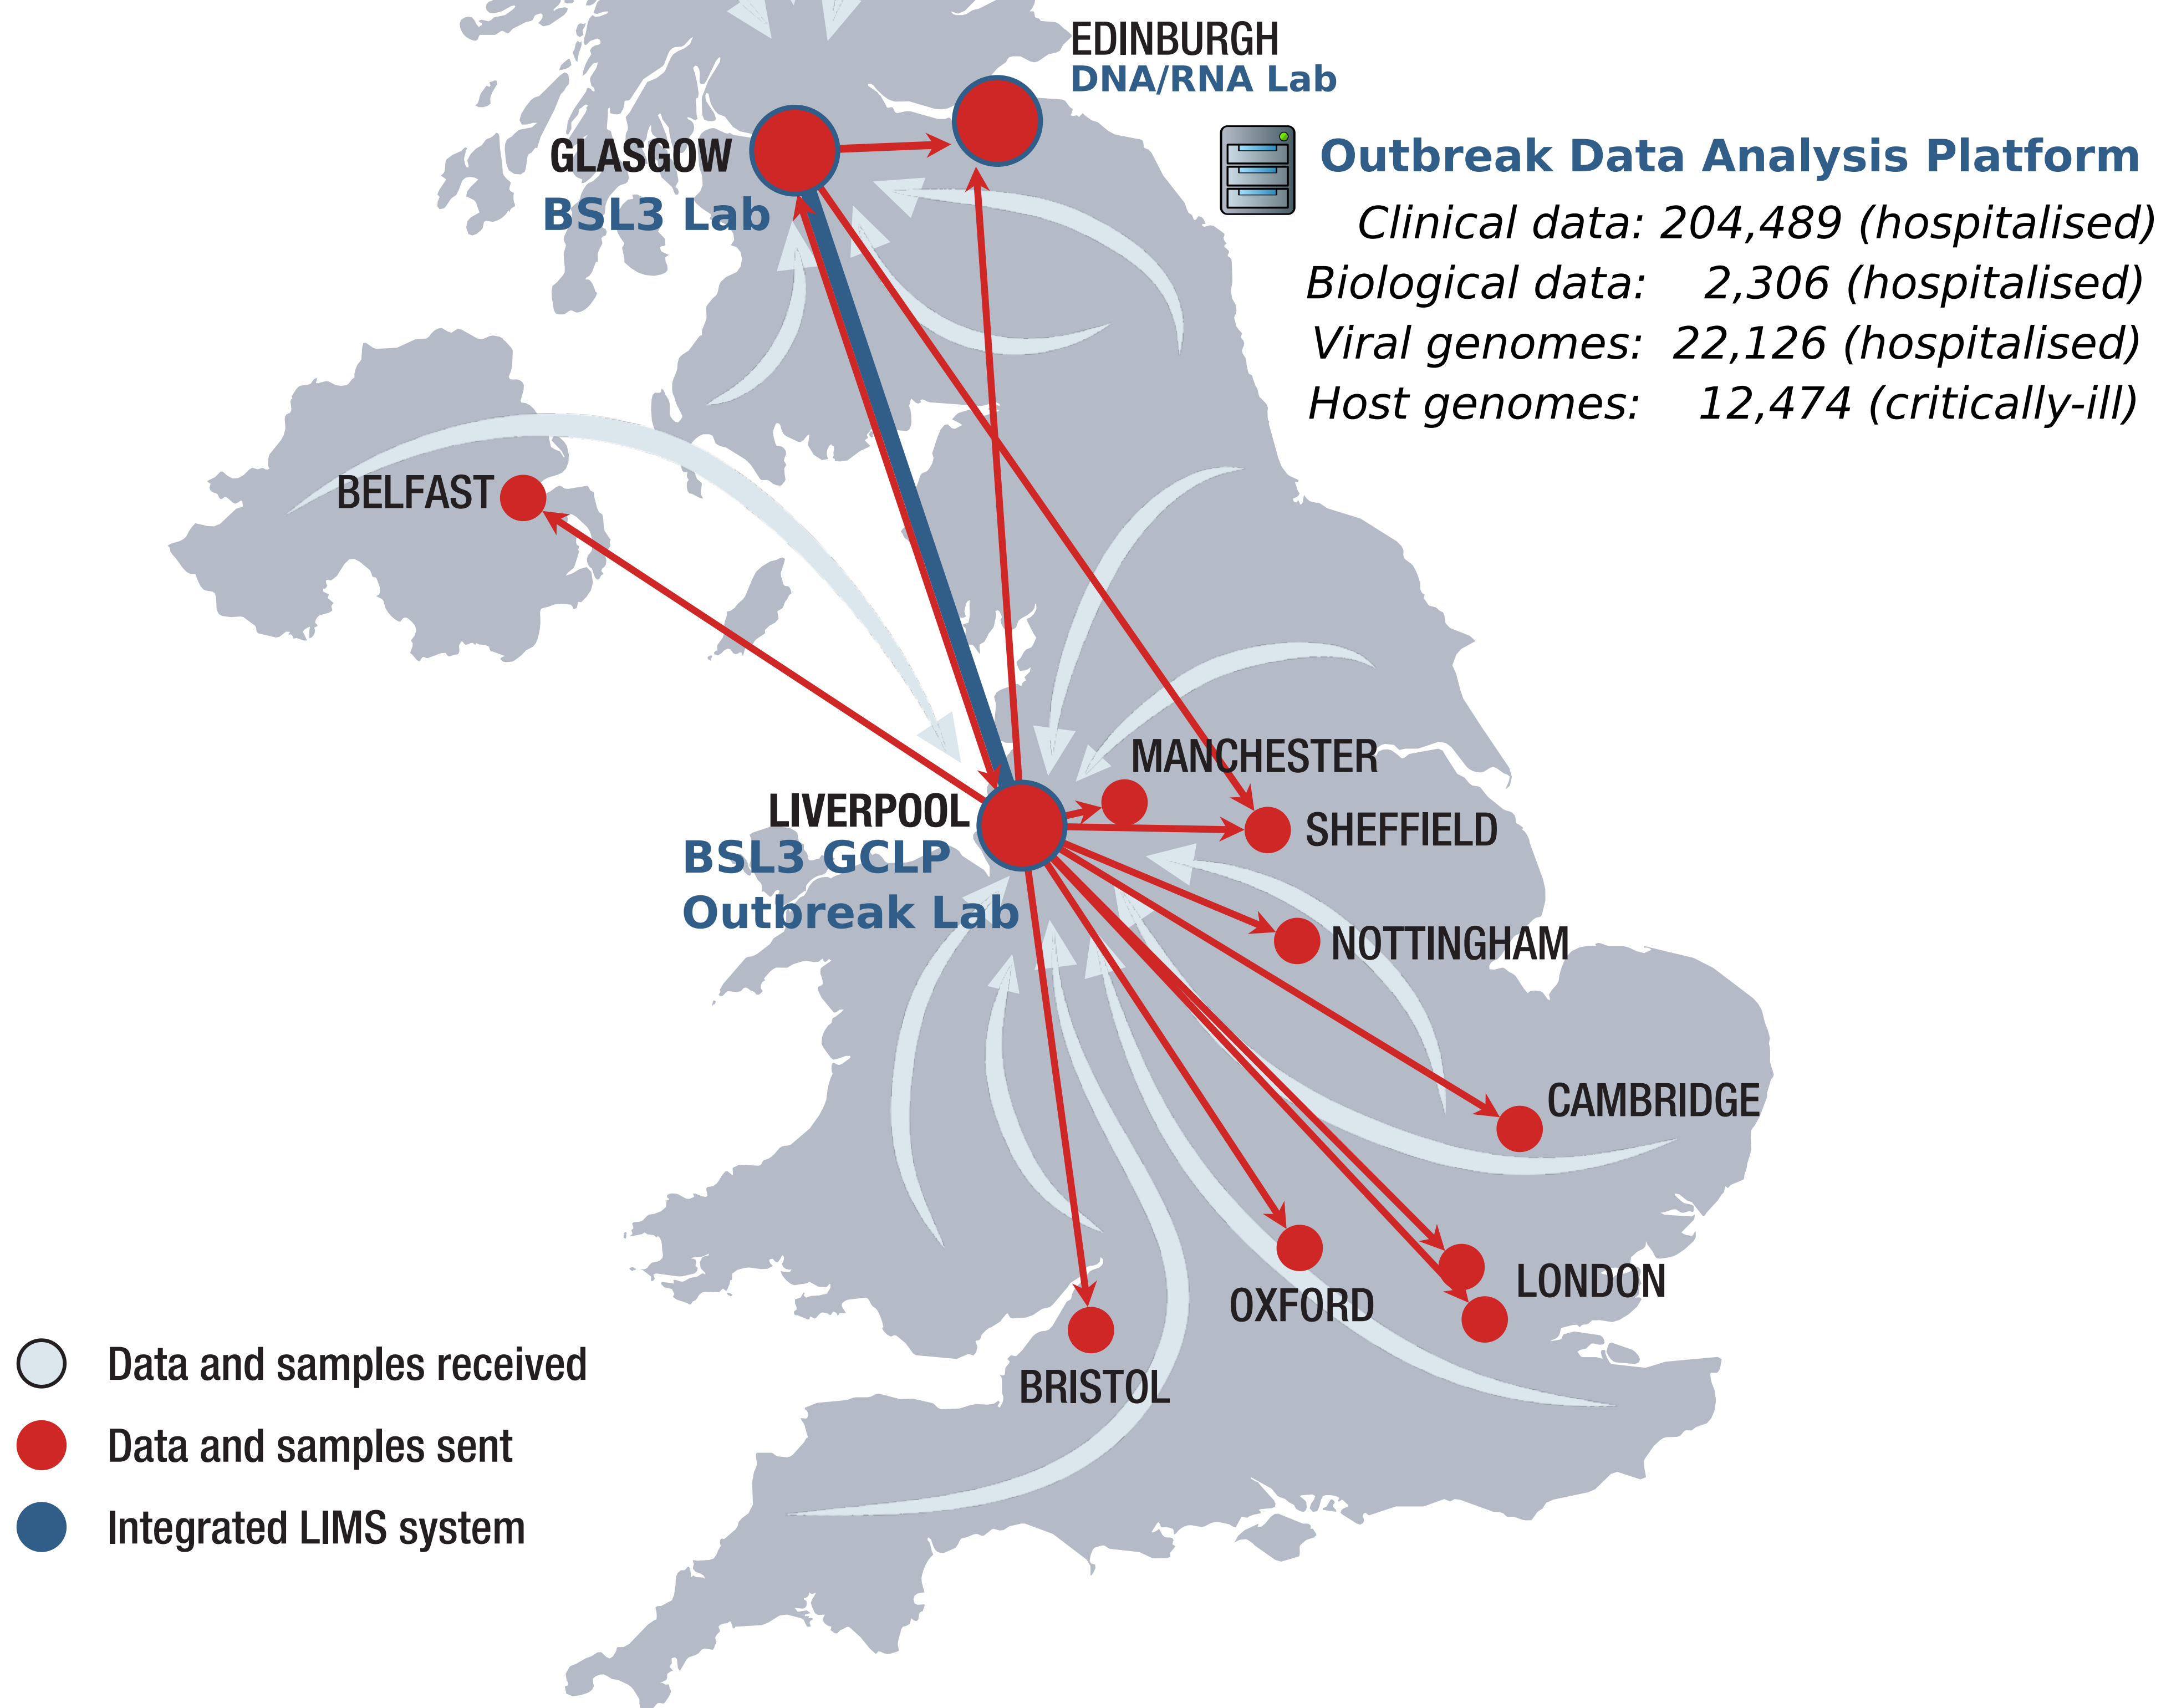 EDINBURGH
DNA/RNA Lab
GLASGOW
BSL3 Lab
Outbreak Data Analysis Platform
Clinical data: 204,489 (hospitalised)
Biological data: 2,306 (hospitalised)
Viral genomes: 22,126 (hospitalised)
Host genomes: 12,474 (critically-ill)
BELFAST
MANCHESTER
LIVERPOOL
BSL3 GCLP
Outbreak Lab
SHEFFIELD
NOTTINGHAM
CAMBRIDGE
LONDON
OXFORD
BRISTOL
Data and samples received
Data and samples sent
Integrated LIMS system